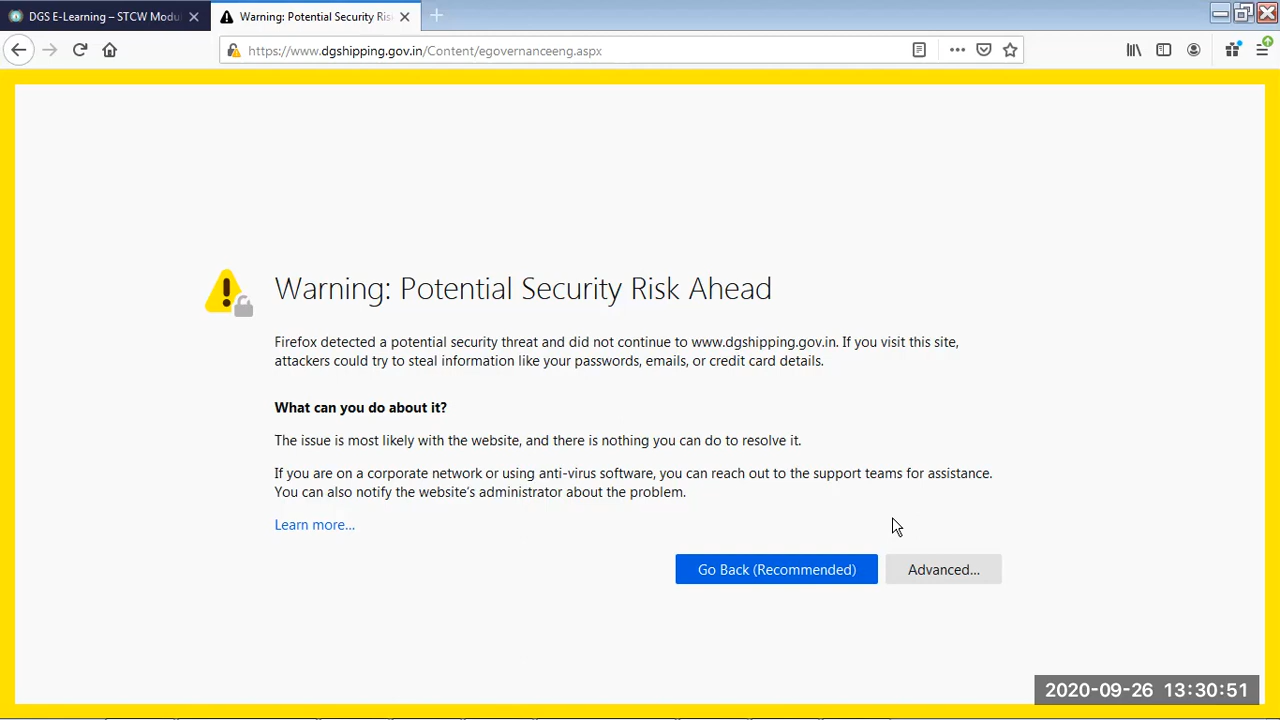 DGS E-Learning – STCW Modul
Warning: Potential Security Ris
https://www.dgshipping.gov.in/Content/egovernanceeng.aspx
Warning: Potential Security Risk Ahead
Firefox detected a potential security threat and did not continue to www.dgshipping.gov.in. If you visit this site,
attackers could try to steal information like your passwords, emails, or credit card details.
What can you do about it?
The issue is most likely with the website, and there is nothing you can do to resolve it.
If you are on a corporate network or using anti-virus software, you can reach out to the support teams for assistance.
You can also notify the website's administrator about the problem.
Learn more...
Go Back (Recommended)
Advanced...
2020-09-26 13:30:51